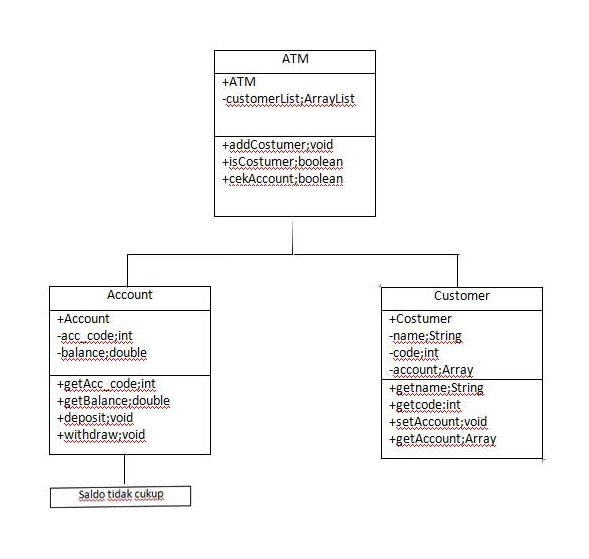 ATM
+ATM
-customerList;ArrayList
+addCostumer;void
+isCostumer;boolean
+cekAccount;boolean
Account
+Account
-acc_code;int
-balance;double
+getAcc_code;int
+getBalance;double
+deposit;void
+withdraw;void
Saldo tidak cukup
Customer
+Costumer
-name;String
-code;int
-account;Array
+getname;String
+getcode:int
+setAccount;void
+getAccount;Array